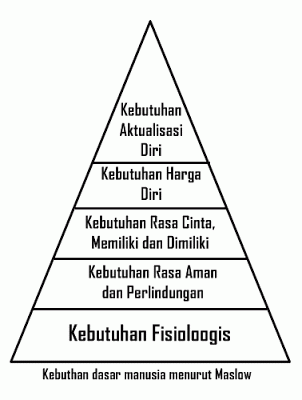 Kebutuhan
Aktualisasi
Diri
Kebutuhan Harga
Diri
Kebutuhan Rasa Cinta,
Memiliki dan Dimiliki
Kebutuhan Rasa Aman
dan Perlindungan
Kebutuhan Fisioloogis
Kebuthan dasar manusia menurut Maslow